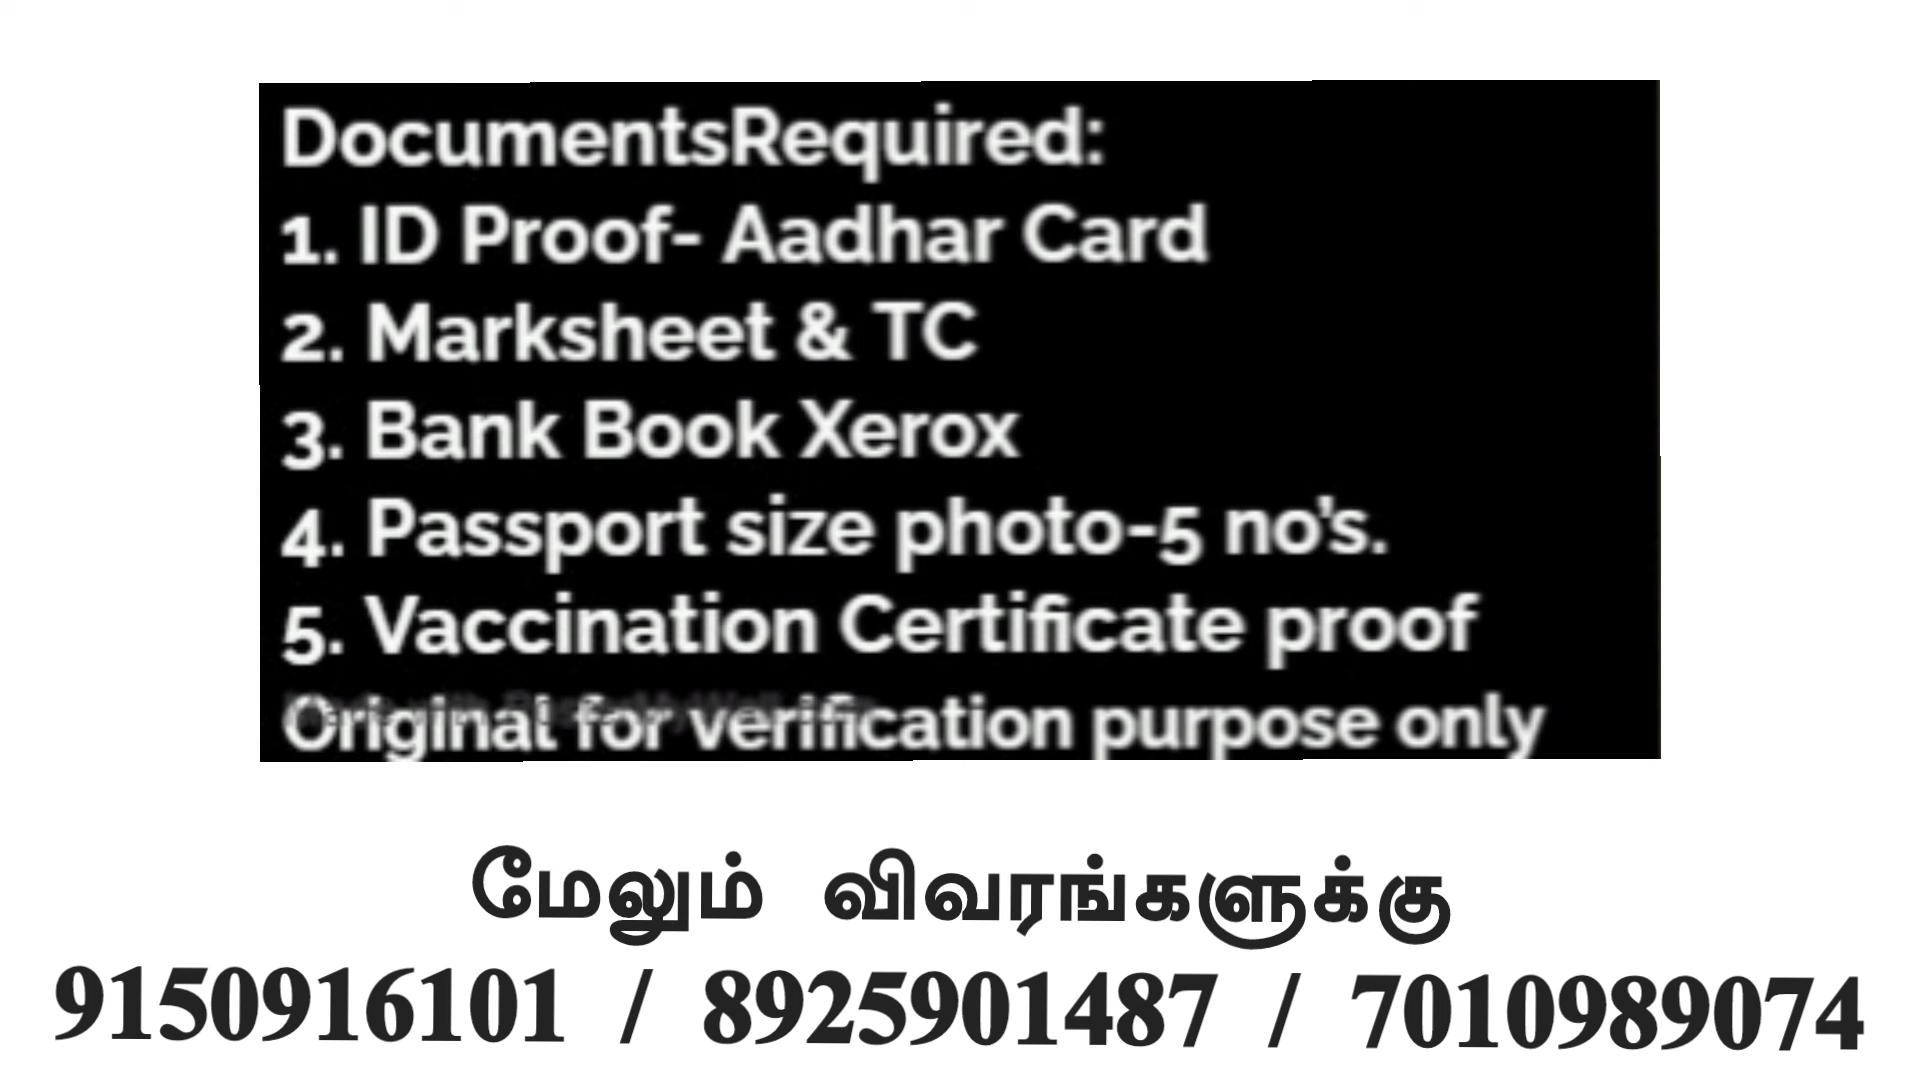 DocumentsRequired:
1. ID Proof- Aadhar Card
2. Marksheet & TC
3. Bank Book Xerox
4. Passport size photo-5 no's.
5. Vaccination Certificate proof
Original for verification purpose only
மேலும் விவரங்களுக்கு
9150916101 / 8925901487 / 7010989074